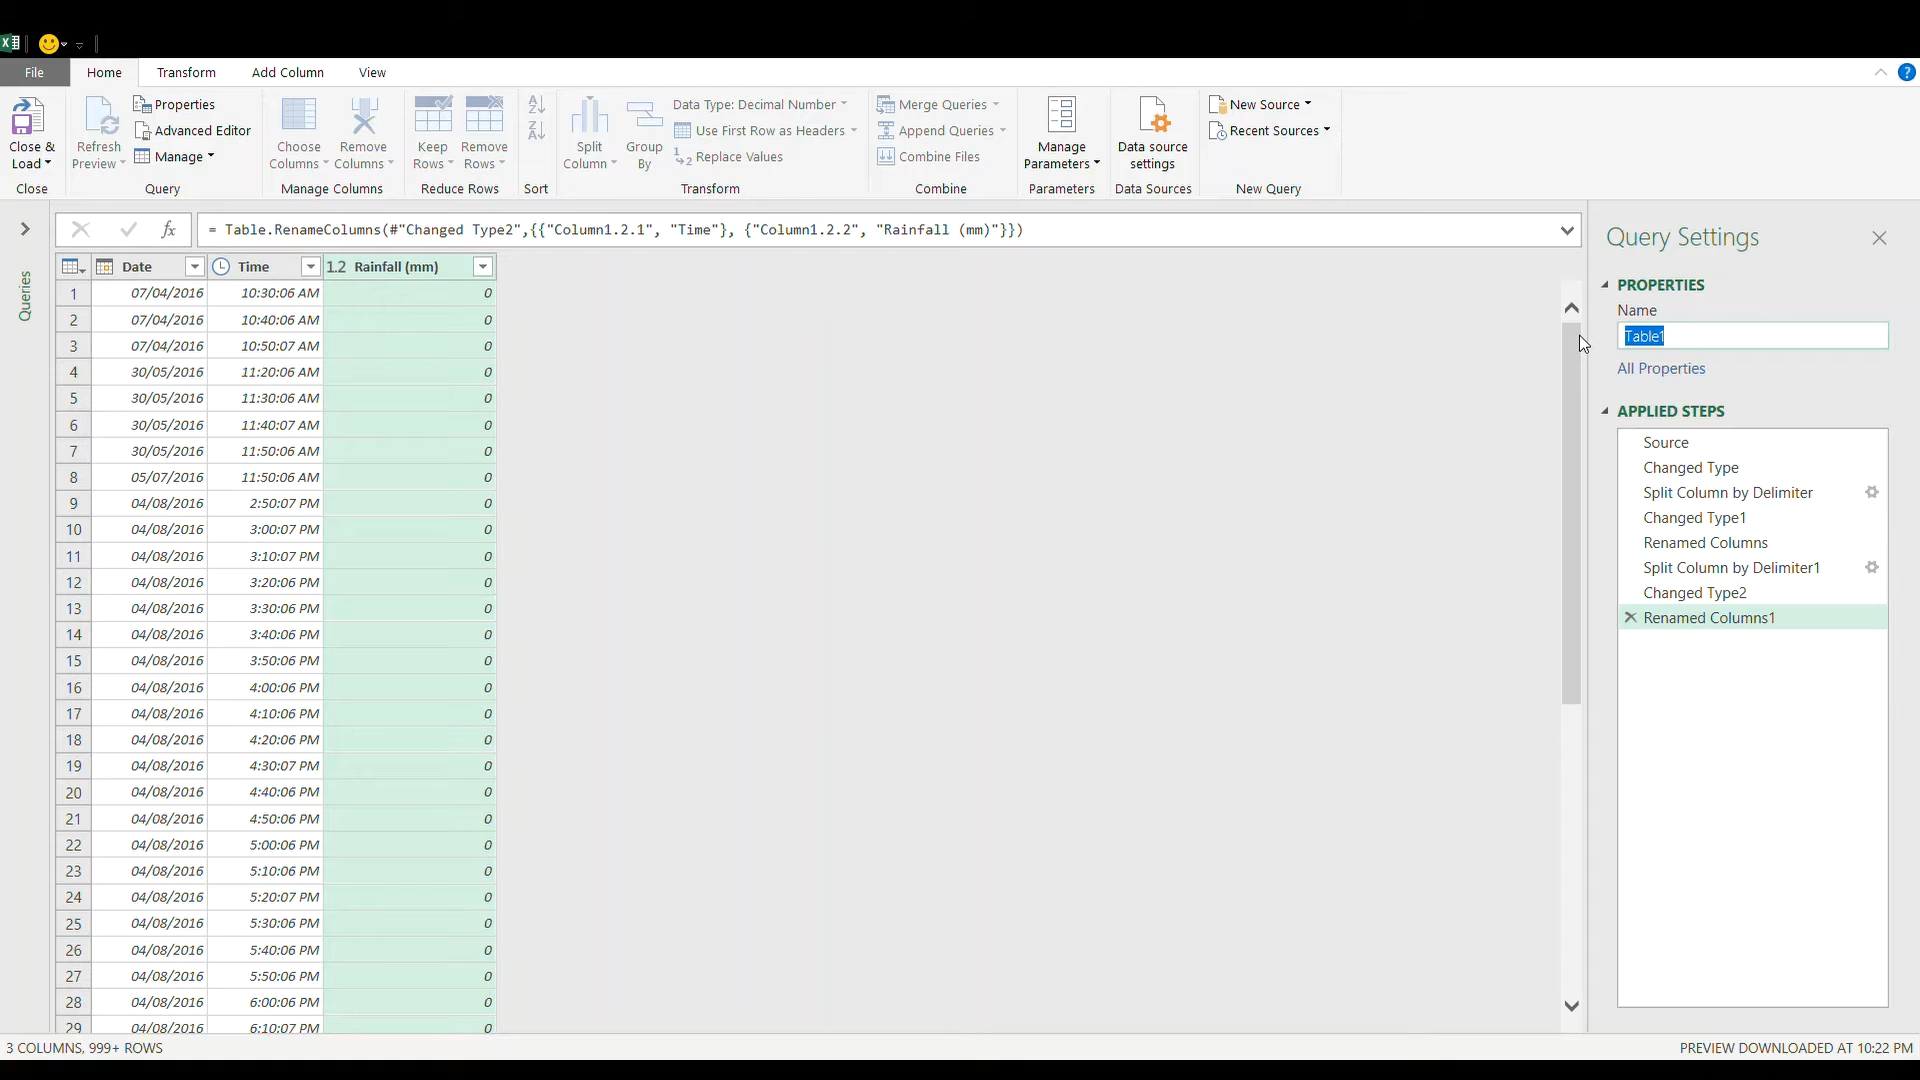 File Home Transform Add Column View
Close & Load
Close
Refresh Preview
Properties
Advanced Editor
Manage
Query
Choose Columns
Remove Columns
Manage Columns
Keep Rows
Remove Rows
Reduce Rows
Sort
Split Column
Group By
Data Type: Decimal Number
Use First Row as Headers
Replace Values
Transform
Merge Queries
Append Queries
Combine Files
Combine
Manage Parameters
Parameters
Data source settings
Data Sources
New Source
Recent Sources
New Query
Queries
fx = Table.RenameColumns(#"Changed Type2",{{"Column1.2.1", "Time"}, {"Column1.2.2", "Rainfall (mm)"}})
Date Time 1.2 Rainfall (mm)
1 07/04/2016 10:30:06 AM 0
2 07/04/2016 10:40:06 AM 0
3 07/04/2016 10:50:07 AM 0
4 30/05/2016 11:20:06 AM 0
5 30/05/2016 11:30:06 AM 0
6 30/05/2016 11:40:07 AM 0
7 30/05/2016 11:50:06 AM 0
8 05/07/2016 11:50:06 AM 0
9 04/08/2016 2:50:07 PM 0
10 04/08/2016 3:00:07 PM 0
11 04/08/2016 3:10:07 PM 0
12 04/08/2016 3:20:06 PM 0
13 04/08/2016 3:30:06 PM 0
14 04/08/2016 3:40:06 PM 0
15 04/08/2016 3:50:06 PM 0
16 04/08/2016 4:00:06 PM 0
17 04/08/2016 4:10:06 PM 0
18 04/08/2016 4:20:06 PM 0
19 04/08/2016 4:30:07 PM 0
20 04/08/2016 4:40:06 PM 0
21 04/08/2016 4:50:06 PM 0
22 04/08/2016 5:00:06 PM 0
23 04/08/2016 5:10:06 PM 0
24 04/08/2016 5:20:07 PM 0
25 04/08/2016 5:30:06 PM 0
26 04/08/2016 5:40:06 PM 0
27 04/08/2016 5:50:06 PM 0
28 04/08/2016 6:00:06 PM 0
29 04/08/2016 6:10:07 PM 0
Query Settings
PROPERTIES
Name
Table1
All Properties
APPLIED STEPS
Source
Changed Type
Split Column by Delimiter
Changed Type1
Renamed Columns
Split Column by Delimiter1
Changed Type2
Renamed Columns1
3 COLUMNS, 999+ ROWS
PREVIEW DOWNLOADED AT 10:22 PM